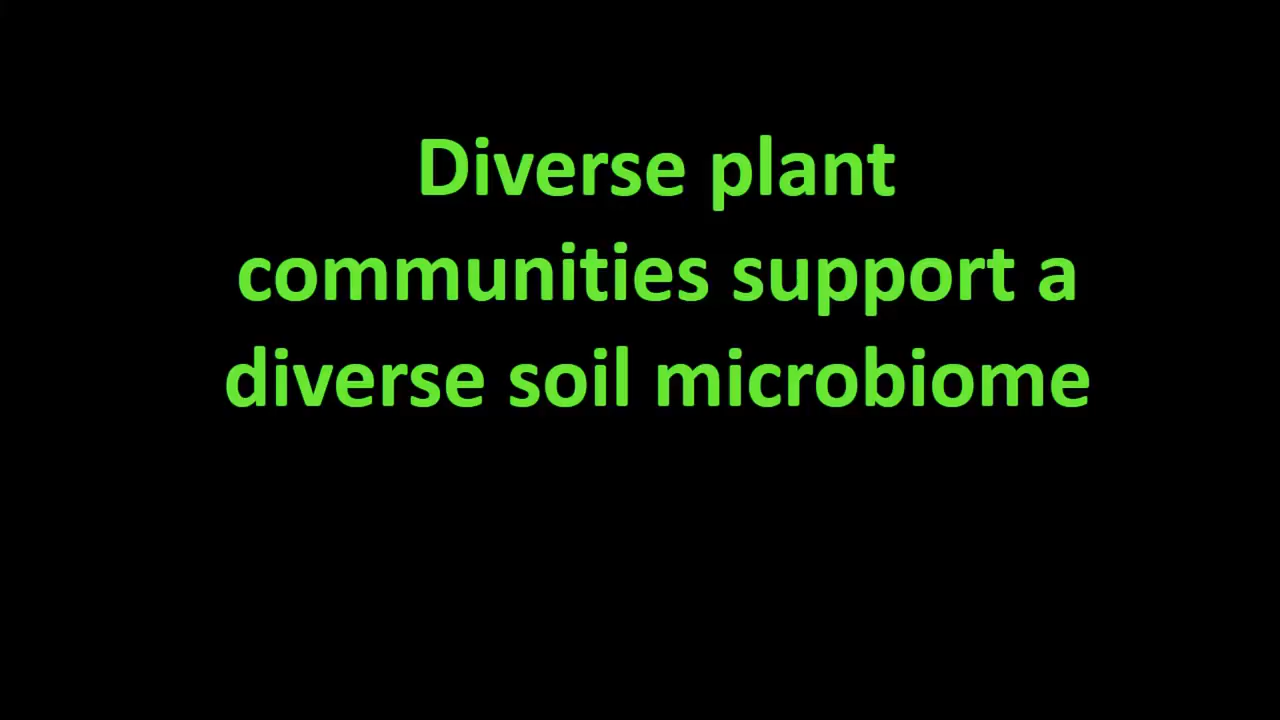 Diverse plant
communities support a
diverse soil microbiome